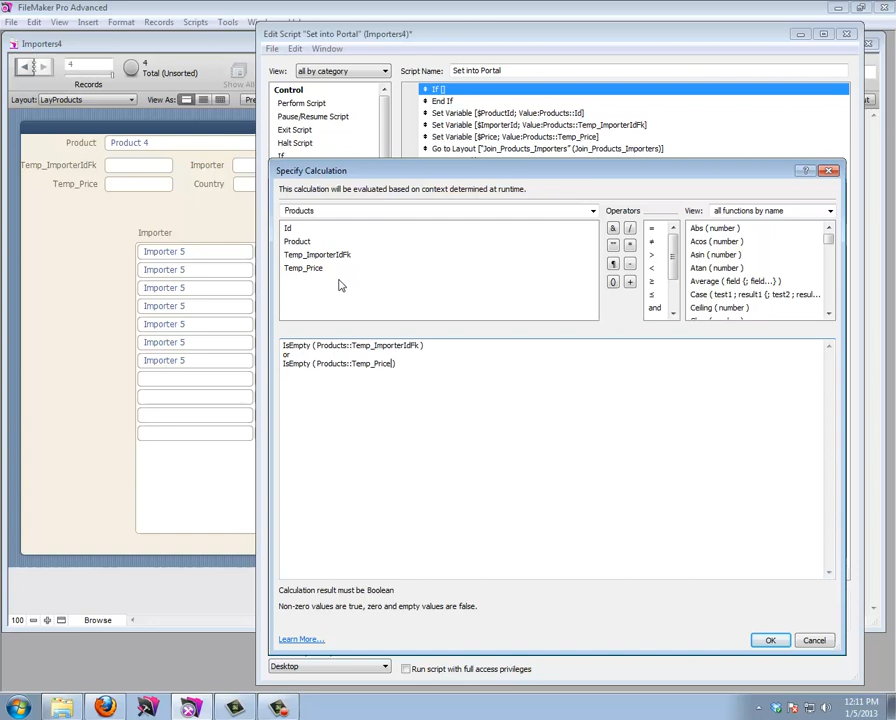 FileMaker Pro Advanced
File Edit View Insert Format Records Scripts Tools
Importers4
4
Records
4
Total (Unsorted)
Show All
Layout: LayProducts
View As:
Pre
Product
Product 4
Temp_ImporterIdFk
Importer
Temp_Price
Country
Importer
Importer 5
Importer 5
Importer 5
Importer 5
Importer 5
Importer 5
Importer 5
100
Browse
Edit Script "Set into Portal" (Importers4)*
File Edit Window
View: all by category
Script Name: Set into Portal
Control
Perform Script
Pause/Resume Script
Exit Script
Halt Script
If
If []
End If
Set Variable [$ProductId; Value:Products::Id]
Set Variable [$ImporterId; Value:Products::Temp_ImporterIdFk]
Set Variable [$Price; Value:Products::Temp_Price]
Go to Layout ["Join_Products_Importers" (Join_Products_Importers)]
Specify Calculation
This calculation will be evaluated based on context determined at runtime.
Products
Operators
View: all functions by name
Id
Product
Temp_ImporterIdFk
Temp_Price
& /
"" *
¶ -
() +
=
≠
>
<
≤
≥
and
Abs ( number )
Acos ( number )
Asin ( number )
Atan ( number )
Average ( field {; field...} )
Case ( test1 ; result1 {; test2 ; result...
Ceiling ( number )
IsEmpty ( Products::Temp_ImporterIdFk )
or
IsEmpty ( Products::Temp_Price)
Calculation result must be Boolean
Non-zero values are true, zero and empty values are false.
Learn More...
OK
Cancel
Desktop
Run script with full access privileges
12:11 PM
1/5/2013